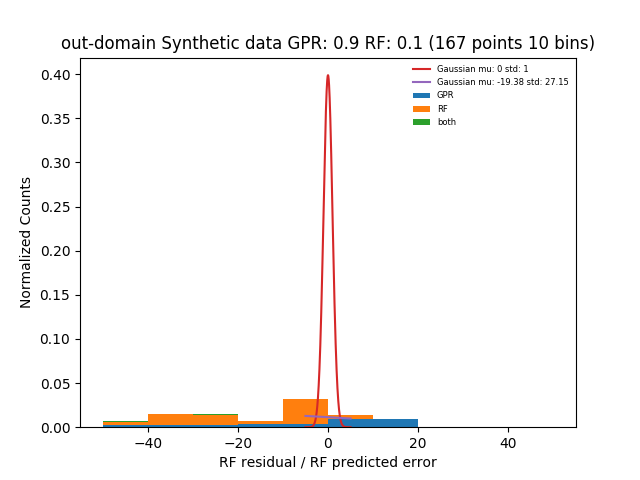 out-domain Synthetic data GPR: 0.9 RF: 0.1 (167 points 10 bins)
Gaussian mu: 0 std: 1
Gaussian mu: -19.38 std: 27.15
GPR
RF
both
Normalized Counts
0.40
0.35
0.30
0.25
0.20
0.15
0.10
0.05
0.00
−40 −20 0 20 40
RF residual / RF predicted error